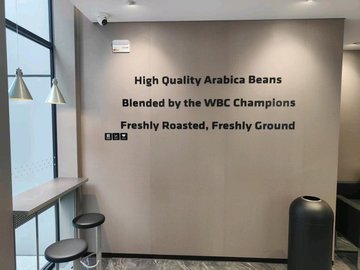 High Quality Arabica Beans
Blended by the WBC Champions
Freshly Roasted, Freshly Ground